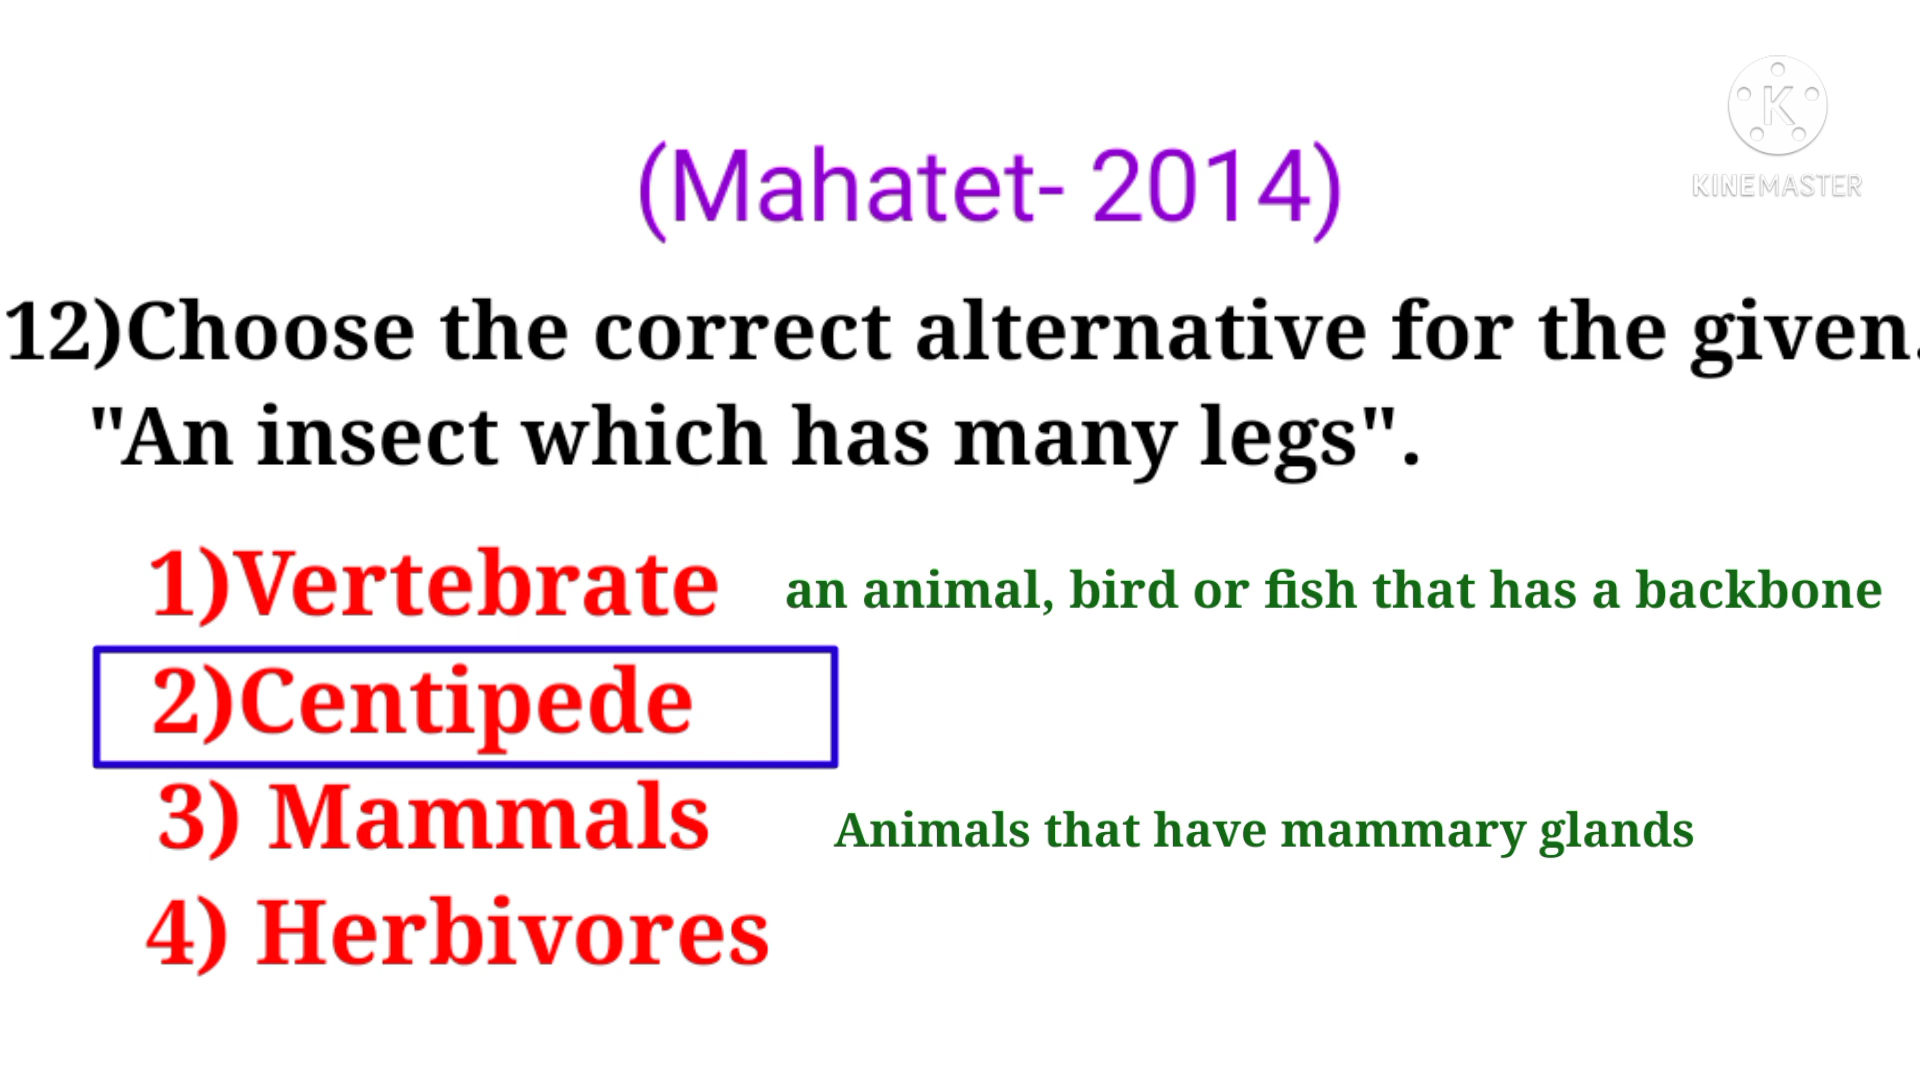 K
KINEMASTER
(Mahatet- 2014)
12)Choose the correct alternative for the given.
"An insect which has many legs".
1)Vertebrate an animal, bird or fish that has a backbone
2)Centipede
3) Mammals Animals that have mammary glands
4) Herbivores